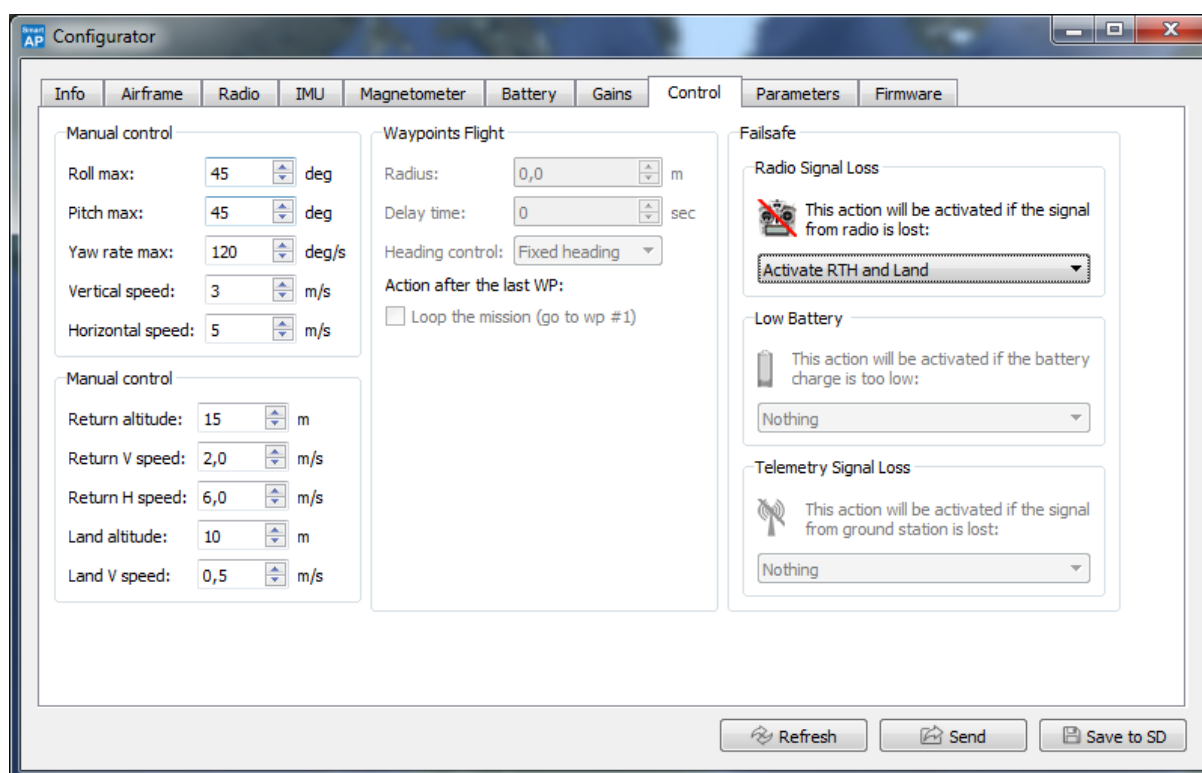 Smart AP Configurator
Info Airframe Radio IMU Magnetometer Battery Gains Control Parameters Firmware
Manual control
Roll max: 45 deg
Pitch max: 45 deg
Yaw rate max: 120 deg/s
Vertical speed: 3 m/s
Horizontal speed: 5 m/s
Manual control
Return altitude: 15 m
Return V speed: 2,0 m/s
Return H speed: 6,0 m/s
Land altitude: 10 m
Land V speed: 0,5 m/s
Waypoints Flight
Radius: 0,0 m
Delay time: 0 sec
Heading control: Fixed heading
Action after the last WP:
Loop the mission (go to wp #1)
Failsafe
Radio Signal Loss
This action will be activated if the signal
from radio is lost:
Activate RTH and Land
Low Battery
This action will be activated if the battery
charge is too low:
Nothing
Telemetry Signal Loss
This action will be activated if the signal
from ground station is lost:
Nothing
Refresh Send Save to SD